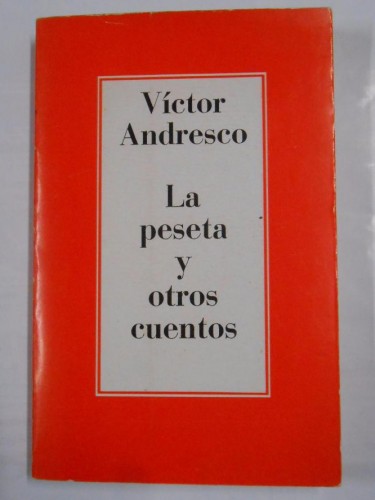 Víctor
Andresco
La
peseta
y
otros
cuentos